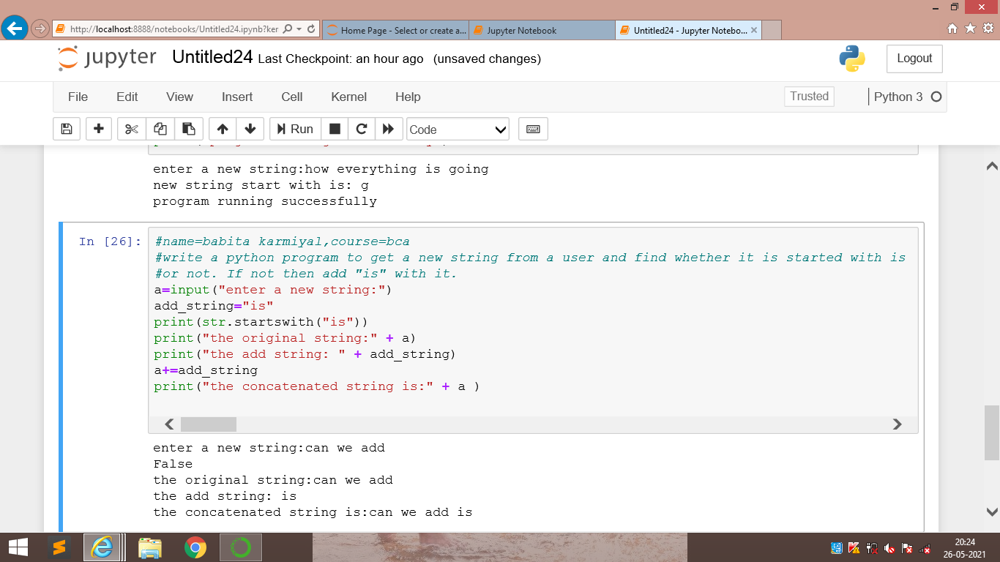 http://localhost:8888/notebooks/Untitled24.ipynb?ker
Home Page - Select or create a...
Jupyter Notebook
Untitled24 - Jupyter Notebo...
jupyter Untitled24 Last Checkpoint: an hour ago (unsaved changes)
Logout
File Edit View Insert Cell Kernel Help
Trusted
Python 3
Run
Code
enter a new string:how everything is going
new string start with is: g
program running successfully
In [26]:
#name=babita karmiyal,course=bca
#write a python program to get a new string from a user and find whether it is started with is
#or not. If not then add "is" with it.
a=input("enter a new string:")
add_string="is"
print(str.startswith("is"))
print("the original string:" + a)
print("the add string: " + add_string)
a+=add_string
print("the concatenated string is:" + a )
enter a new string:can we add
False
the original string:can we add
the add string: is
the concatenated string is:can we add is
20:24
26-05-2021